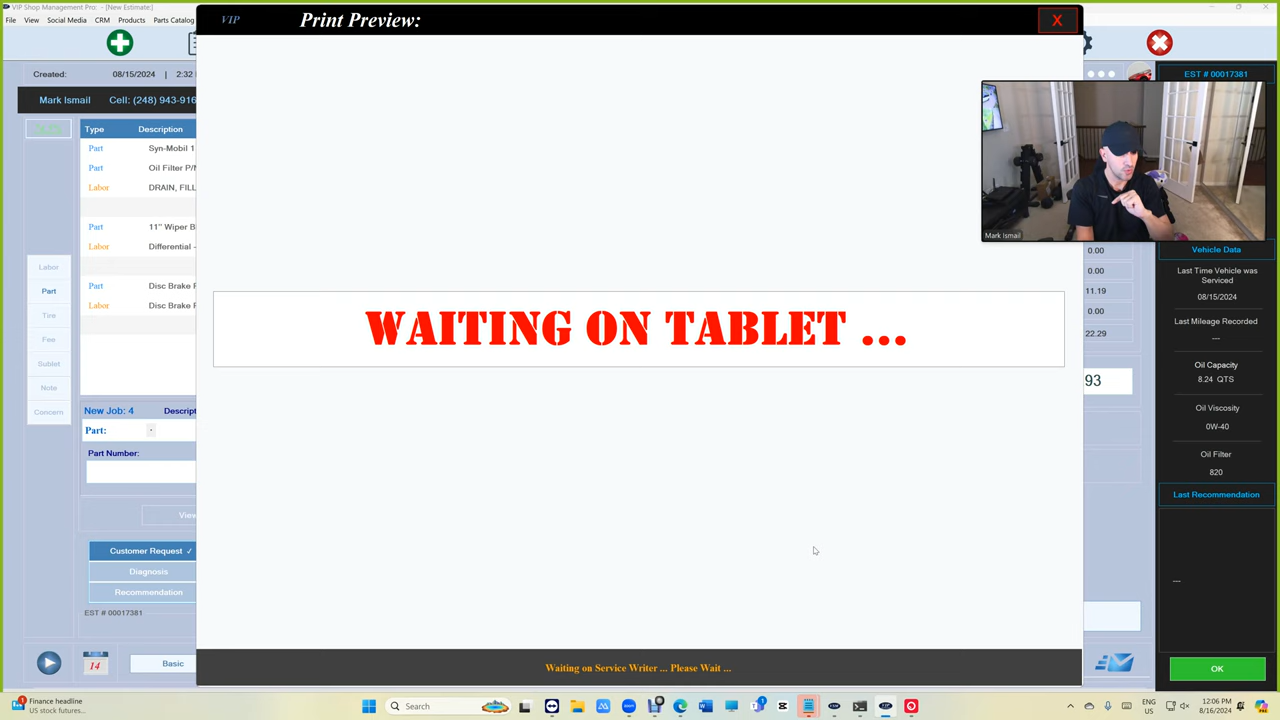 VIP Shop Management Pro: - [New Estimate:]
File View Social Media CRM Products Parts Catalog
VIP Print Preview: X
Created: 08/15/2024 | 2:32
EST # 00017381
Mark Ismail Cell: (248) 943-916
Type Description
Part Syn-Mobil 1
Part Oil Filter P/
Labor DRAIN, FILL
Part 11" Wiper B
Labor Differential -
Part Disc Brake
Labor Disc Brake
Labor
Part
Tire
Fee
Sublet
Note
Concern
Mark Ismail
0.00
0.00
11.19
0.00
22.29
93
WAITING ON TABLET ...
Vehicle Data
Last Time Vehicle was
Serviced
08/15/2024
Last Mileage Recorded
---
Oil Capacity
8.24 QTS
Oil Viscosity
0W-40
Oil Filter
820
Last Recommendation
---
New Job: 4 Descript
Part: -
Part Number:
View
Customer Request ✓
Diagnosis
Recommendation
EST # 00017381
14 Basic
Waiting on Service Writer ... Please Wait ...
OK
Finance headline
US stock futures...
Search
ENG
US
12:06 PM
8/16/2024